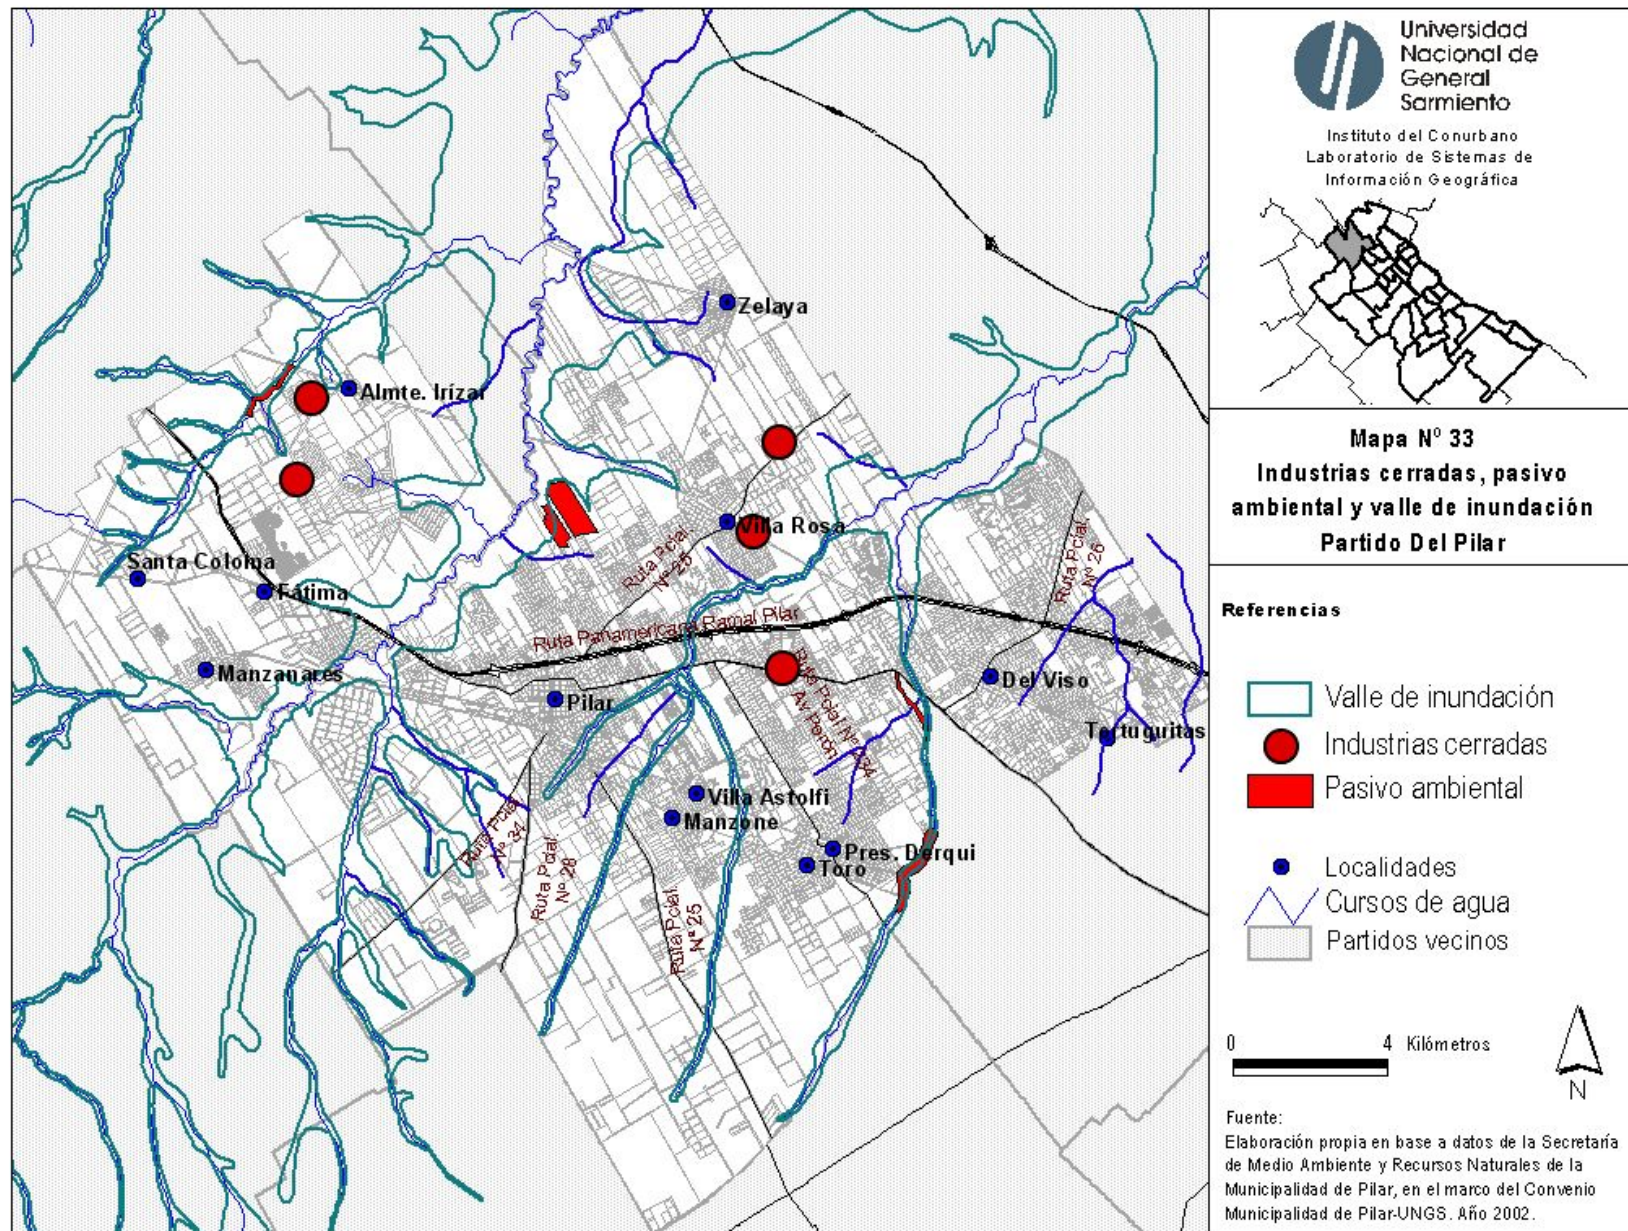 Universidad
Nacional de
General
Sarmiento
Instituto del Conurbano
Laboratorio de Sistemas de
Información Geográfica
Mapa Nº 33
Industrias cerradas, pasivo
ambiental y valle de inundación
Partido Del Pilar
Referencias
Valle de inundación
Industrias cerradas
Pasivo ambiental
Localidades
Cursos de agua
Partidos vecinos
0 4 Kilómetros
N
Fuente:
Elaboración propia en base a datos de la Secretaría
de Medio Ambiente y Recursos Naturales de la
Municipalidad de Pilar, en el marco del Convenio
Municipalidad de Pilar-UNGS. Año 2002.
Zelaya
Almte. Irízar
Villa Rosa
Ruta Pcial.
Nº 25
Ruta Pcial.
Nº 26
Santa Coloma
Fátima
Ruta Panamericana Ramal Pilar
Manzanares
Pilar
Ruta Pcial Nº 234
Av Perón
Del Viso
Tortuguitas
Villa Astolfi
Manzone
Ruta Pcial.
Nº 34
Ruta Pcial.
Nº 28
Pres. Derqui
Toro
Ruta Pcial.
Nº 25